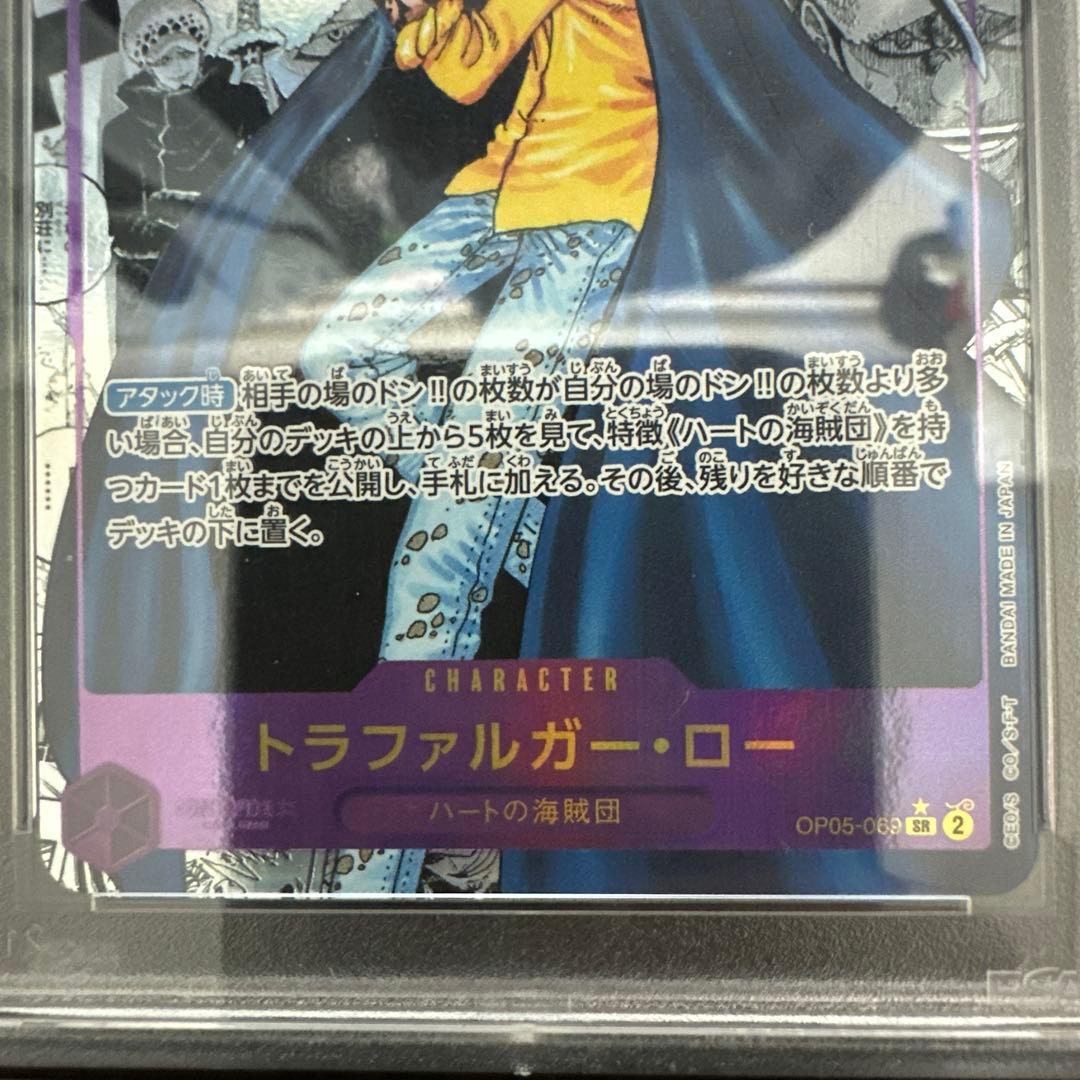 別荘に……
アタック時 相手の場のドン!!の枚数が自分の場のドン!!の枚数より多
い場合、自分のデッキの上から5枚を見て、特徴《ハートの海賊団》を持
つカード1枚までを公開し、手札に加える。その後、残りを好きな順番で
デッキの下に置く。
CHARACTER
トラファルガー・ロー
ハートの海賊団
OP05-069 SR 2
©E.O/S. ©O./S·F·T BANDAI MADE IN JAPAN